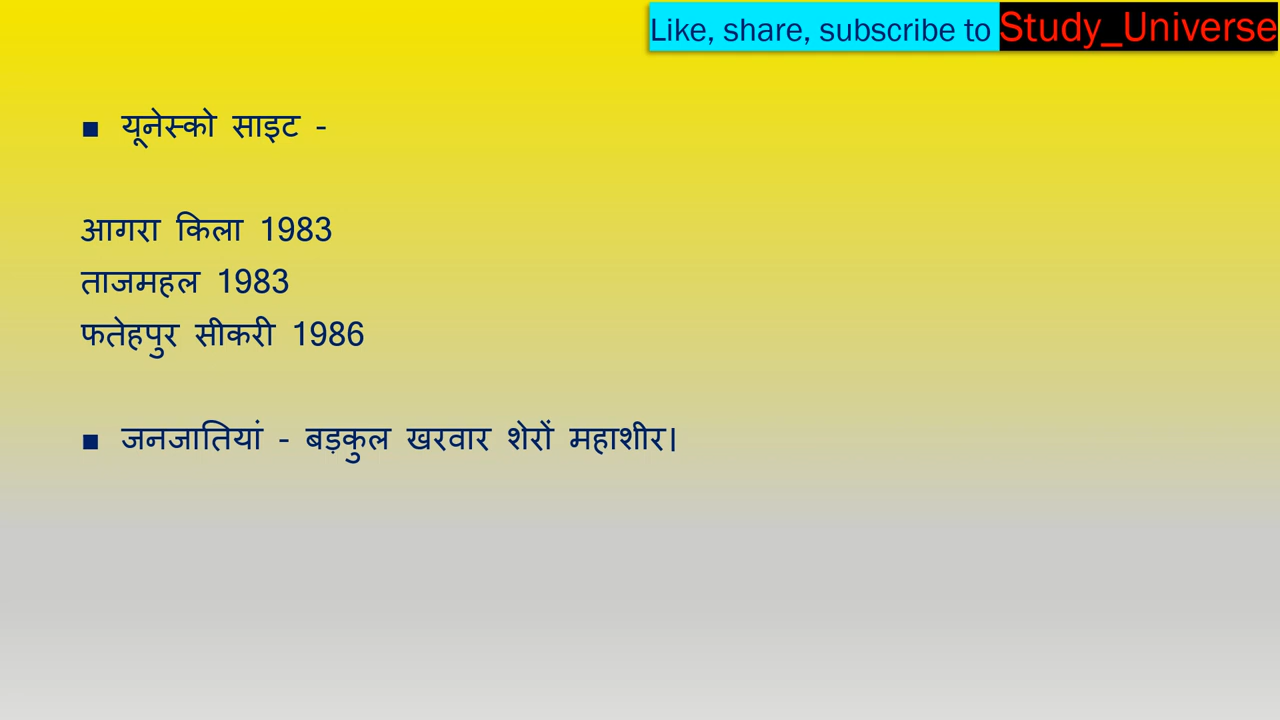 Like, share, subscribe to Study_Universe
▪ यूनेस्को साइट -
आगरा किला 1983
ताजमहल 1983
फतेहपुर सीकरी 1986
▪ जनजातियां - बड़कुल खरवार शेरों महाशीर।